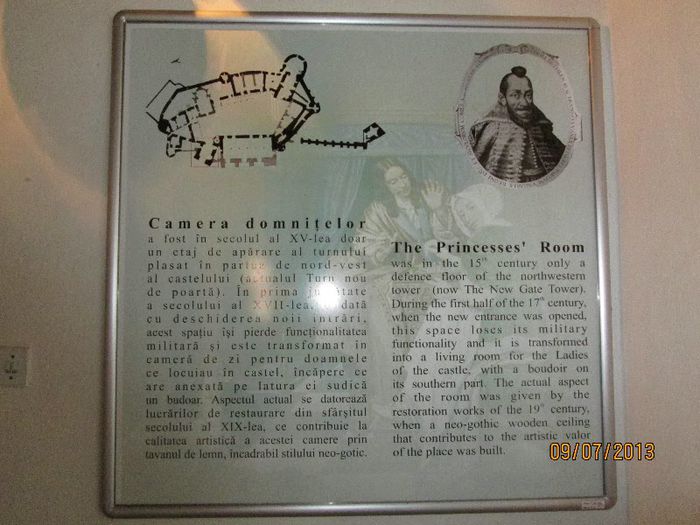 Camera domnițelor
a fost în secolul al XV-lea doar
un etaj de apărare al turnului
plasat în partea de nord-vest
al castelului (actualul Turn nou
de poartă). În prima jumătate
a secolului al XVII-lea, odată
cu deschiderea noii intrări,
acest spațiu își pierde funcționalitatea
militară și este transformat în
cameră de zi pentru doamnele
ce locuiau în castel, încăpere ce
are anexată pe latura ei sudică
un budoar. Aspectul actual se datorează
lucrărilor de restaurare din sfârșitul
secolului al XIX-lea, ce contribuie la
calitatea artistică a acestei camere prin
tavanul de lemn, încadrabil stilului neo-gotic.
The Princesses' Room
was in the 15th century only a
defence floor of the northwestern
tower (now The New Gate Tower).
During the first half of the 17th century,
when the new entrance was opened,
this space loses its military
functionality and it is transformed
into a living room for the Ladies
of the castle, with a boudoir on
its southern part. The actual aspect
of the room was given by the
restoration works of the 19th century,
when a neo-gothic wooden ceiling
that contributes to the artistic valor
of the place was built.
09/07/2013